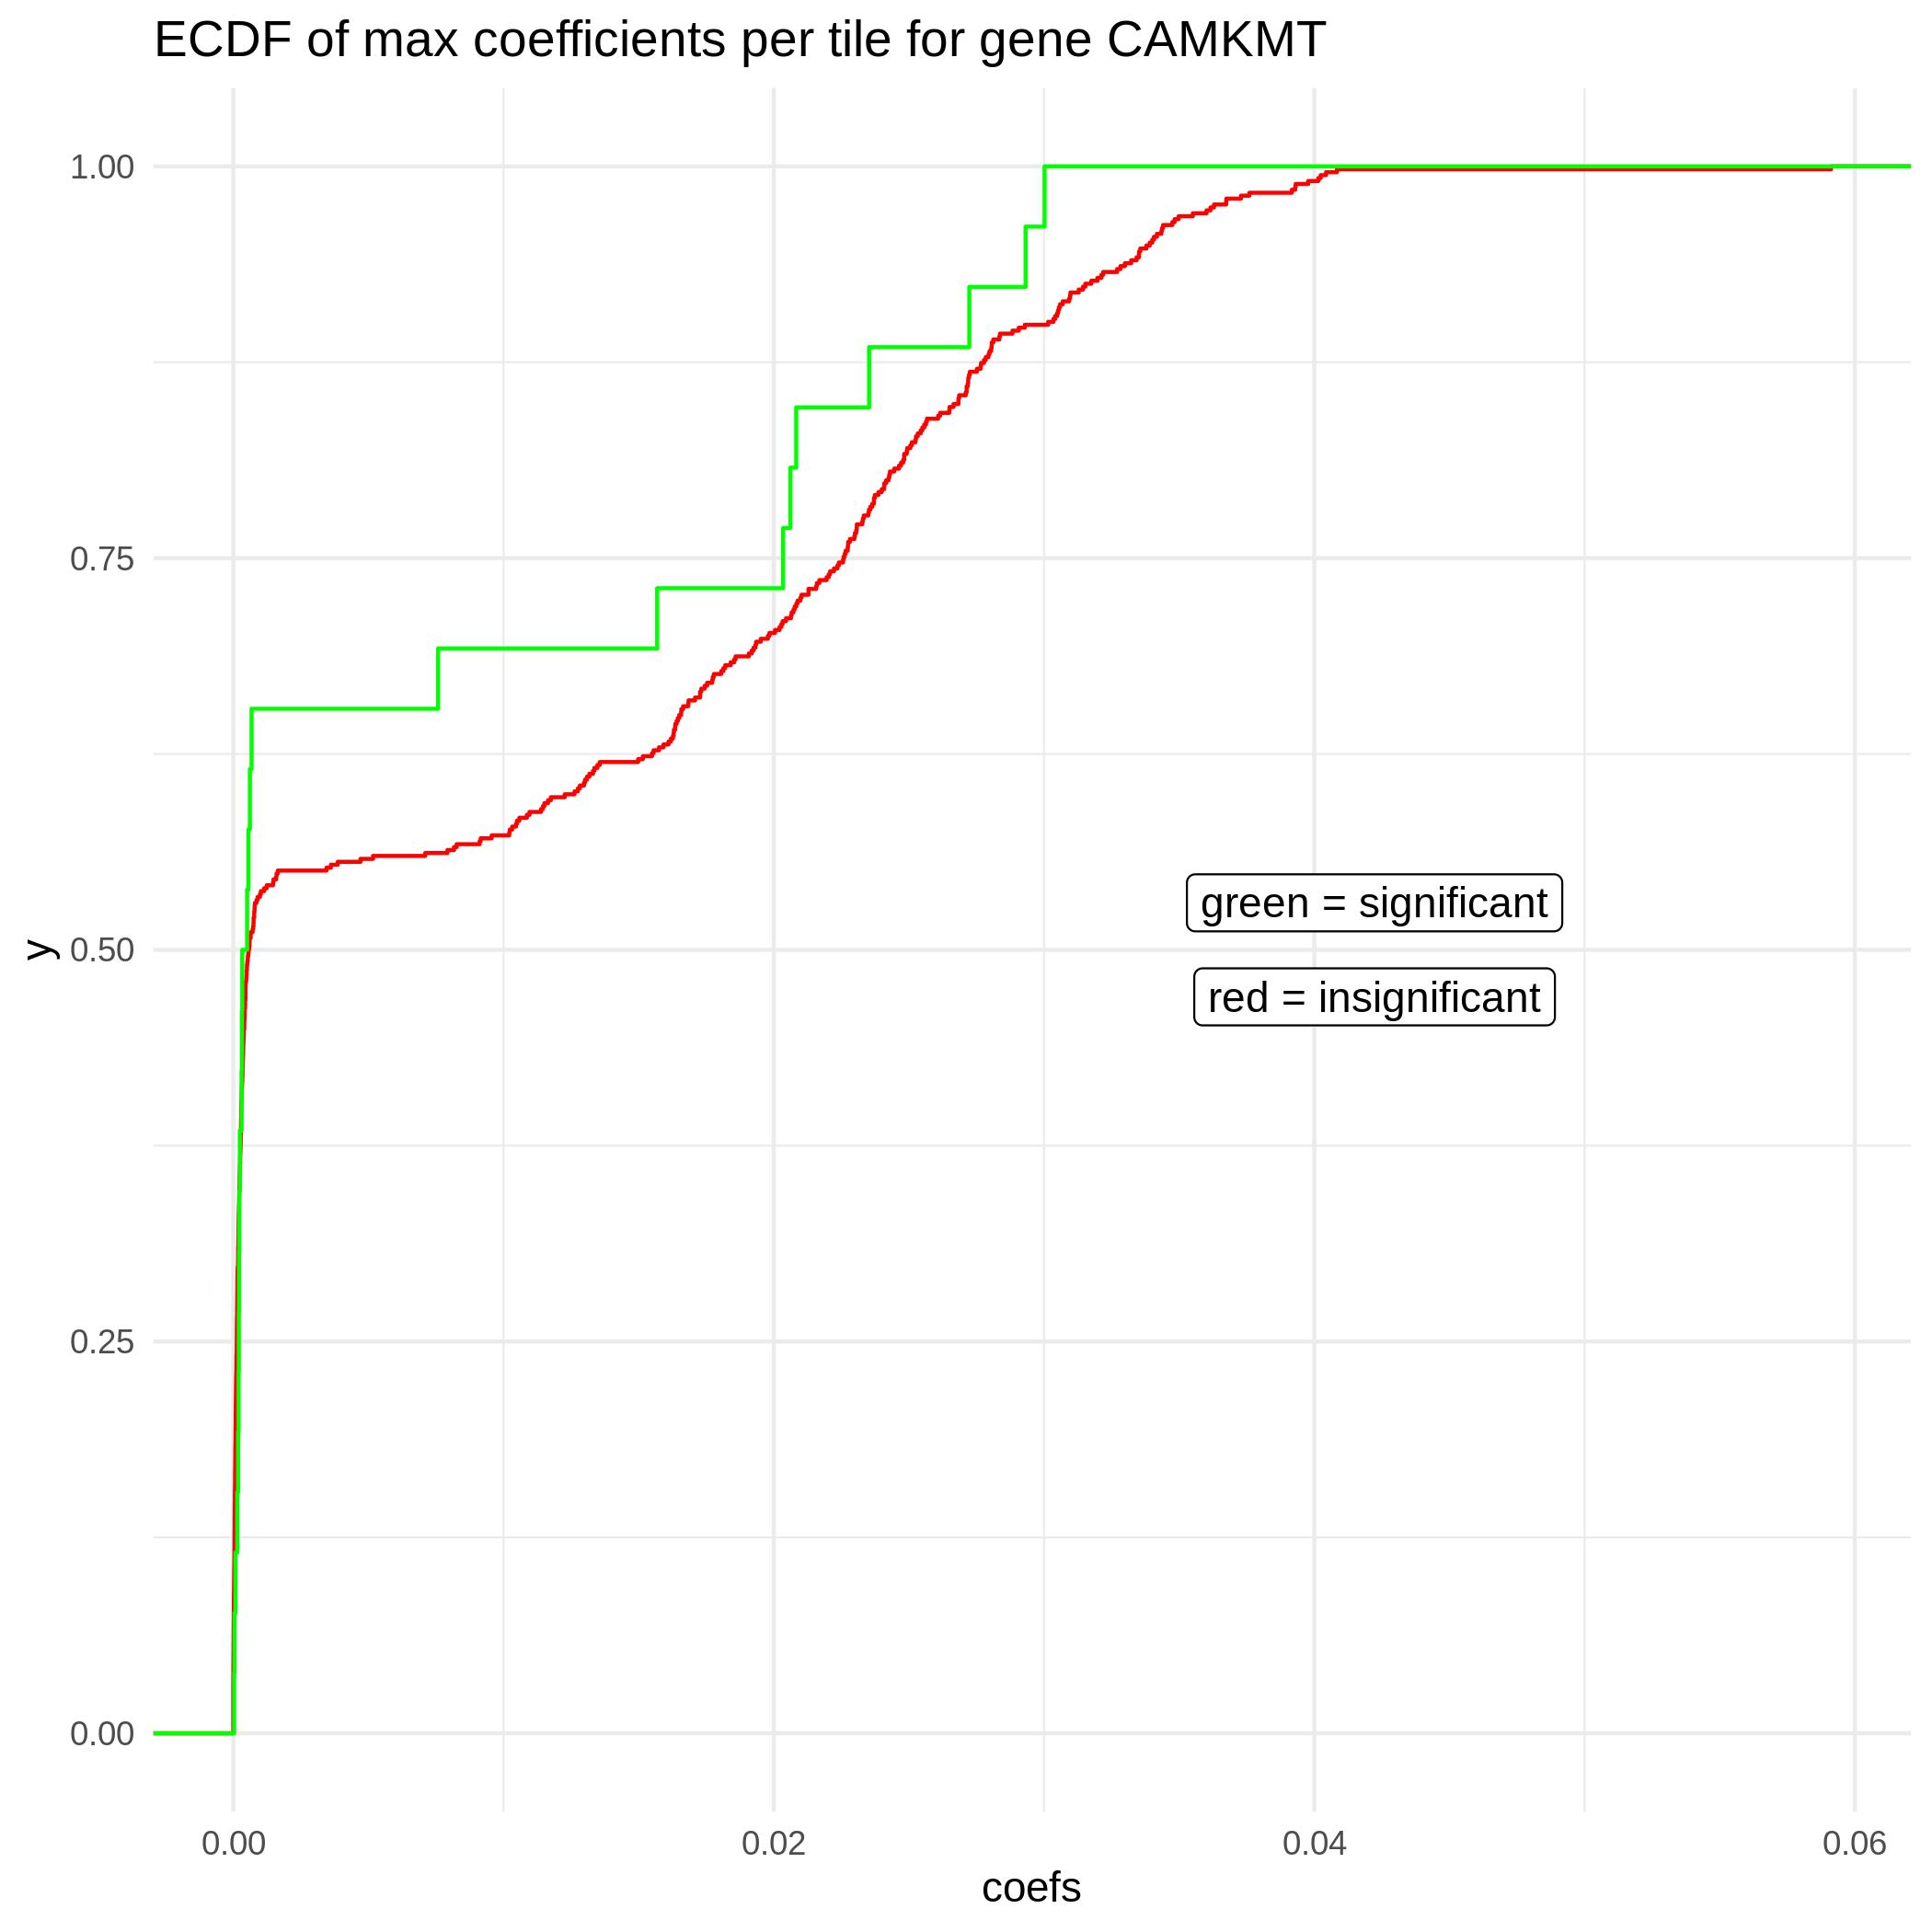 ECDF of max coefficients per tile for gene CAMKMT
1.00
0.75
0.50
0.25
0.00
y
green = significant
red = insignificant
0.00 0.02 0.04 0.06
coefs